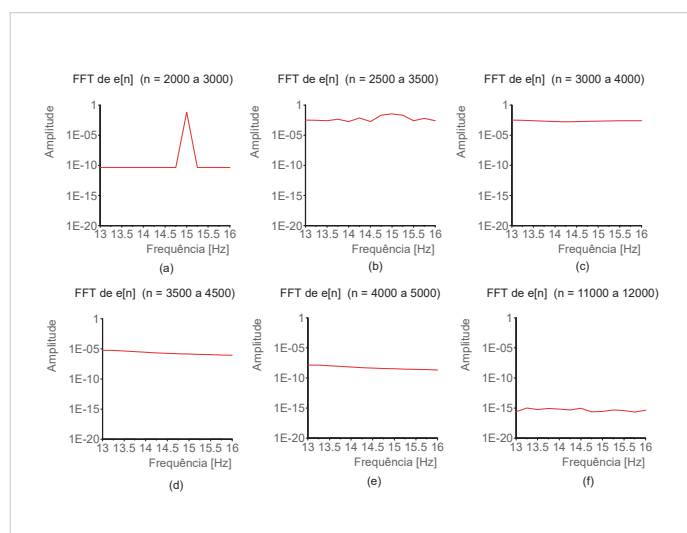 FFT de e[n] (n = 2000 a 3000)
Amplitude
1
1E-05
1E-10
1E-15
1E-20
13 13.5 14 14.5 15 15.5 16
Frequência [Hz]
(a)
FFT de e[n] (n = 2500 a 3500)
Amplitude
1
1E-05
1E-10
1E-15
1E-20
13 13.5 14 14.5 15 15.5 16
Frequência [Hz]
(b)
FFT de e[n] (n = 3000 a 4000)
Amplitude
1
1E-05
1E-10
1E-15
1E-20
13 13.5 14 14.5 15 15.5 16
Frequência [Hz]
(c)
FFT de e[n] (n = 3500 a 4500)
Amplitude
1
1E-05
1E-10
1E-15
1E-20
13 13.5 14 14.5 15 15.5 16
Frequência [Hz]
(d)
FFT de e[n] (n = 4000 a 5000)
Amplitude
1
1E-05
1E-10
1E-15
1E-20
13 13.5 14 14.5 15 15.5 16
Frequência [Hz]
(e)
FFT de e[n] (n = 11000 a 12000)
Amplitude
1
1E-05
1E-10
1E-15
1E-20
13 13.5 14 14.5 15 15.5 16
Frequência [Hz]
(f)